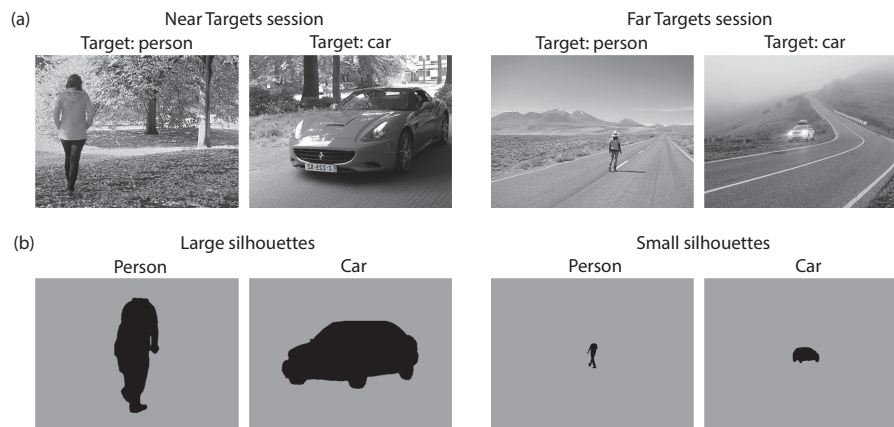 (a)
Near Targets session
Far Targets session
Target: person
Target: car
Target: person
Target: car
(b)
Large silhouettes
Small silhouettes
Person
Car
Person
Car